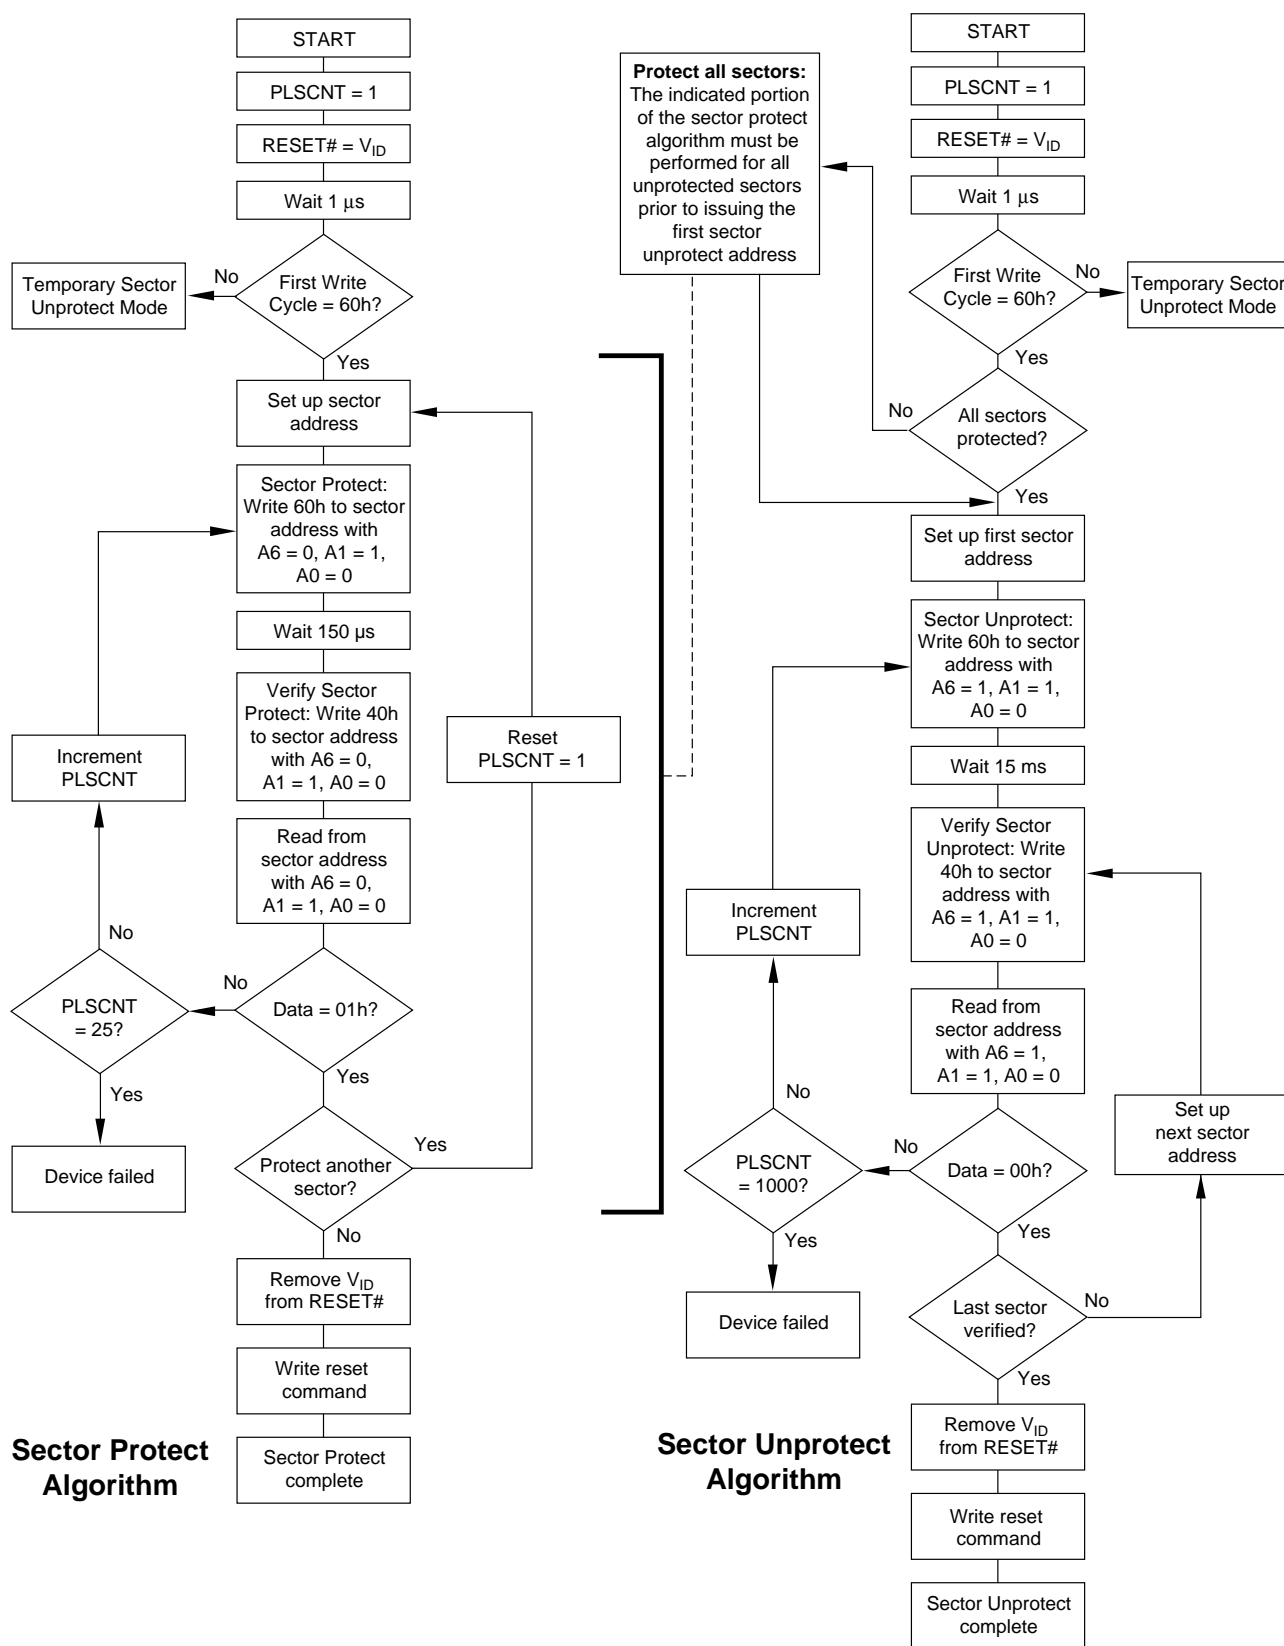 START
PLSCNT = 1
RESET# = VID
Wait 1 μs
First Write
Cycle = 60h?
No
Temporary Sector
Unprotect Mode
Yes
Set up sector
address
Sector Protect:
Write 60h to sector
address with
A6 = 0, A1 = 1,
A0 = 0
Wait 150 µs
Verify Sector
Protect: Write 40h
to sector address
with A6 = 0,
A1 = 1, A0 = 0
Read from
sector address
with A6 = 0,
A1 = 1, A0 = 0
Data = 01h?
No
PLSCNT
= 25?
No
Increment
PLSCNT
Yes
Device failed
Yes
Protect another
sector?
Yes
Reset
PLSCNT = 1
No
Remove VID
from RESET#
Write reset
command
Sector Protect
complete
Sector Protect
Algorithm
Protect all sectors:
The indicated portion
of the sector protect
algorithm must be
performed for all
unprotected sectors
prior to issuing the
first sector
unprotect address
START
PLSCNT = 1
RESET# = VID
Wait 1 μs
First Write
Cycle = 60h?
No
Temporary Sector
Unprotect Mode
Yes
All sectors
protected?
No
Yes
Set up first sector
address
Sector Unprotect:
Write 60h to sector
address with
A6 = 1, A1 = 1,
A0 = 0
Wait 15 ms
Verify Sector
Unprotect: Write
40h to sector
address with
A6 = 1, A1 = 1,
A0 = 0
Read from
sector address
with A6 = 1,
A1 = 1, A0 = 0
Data = 00h?
No
PLSCNT
= 1000?
No
Increment
PLSCNT
Yes
Device failed
Yes
Last sector
verified?
No
Set up
next sector
address
Yes
Remove VID
from RESET#
Write reset
command
Sector Unprotect
complete
Sector Unprotect
Algorithm